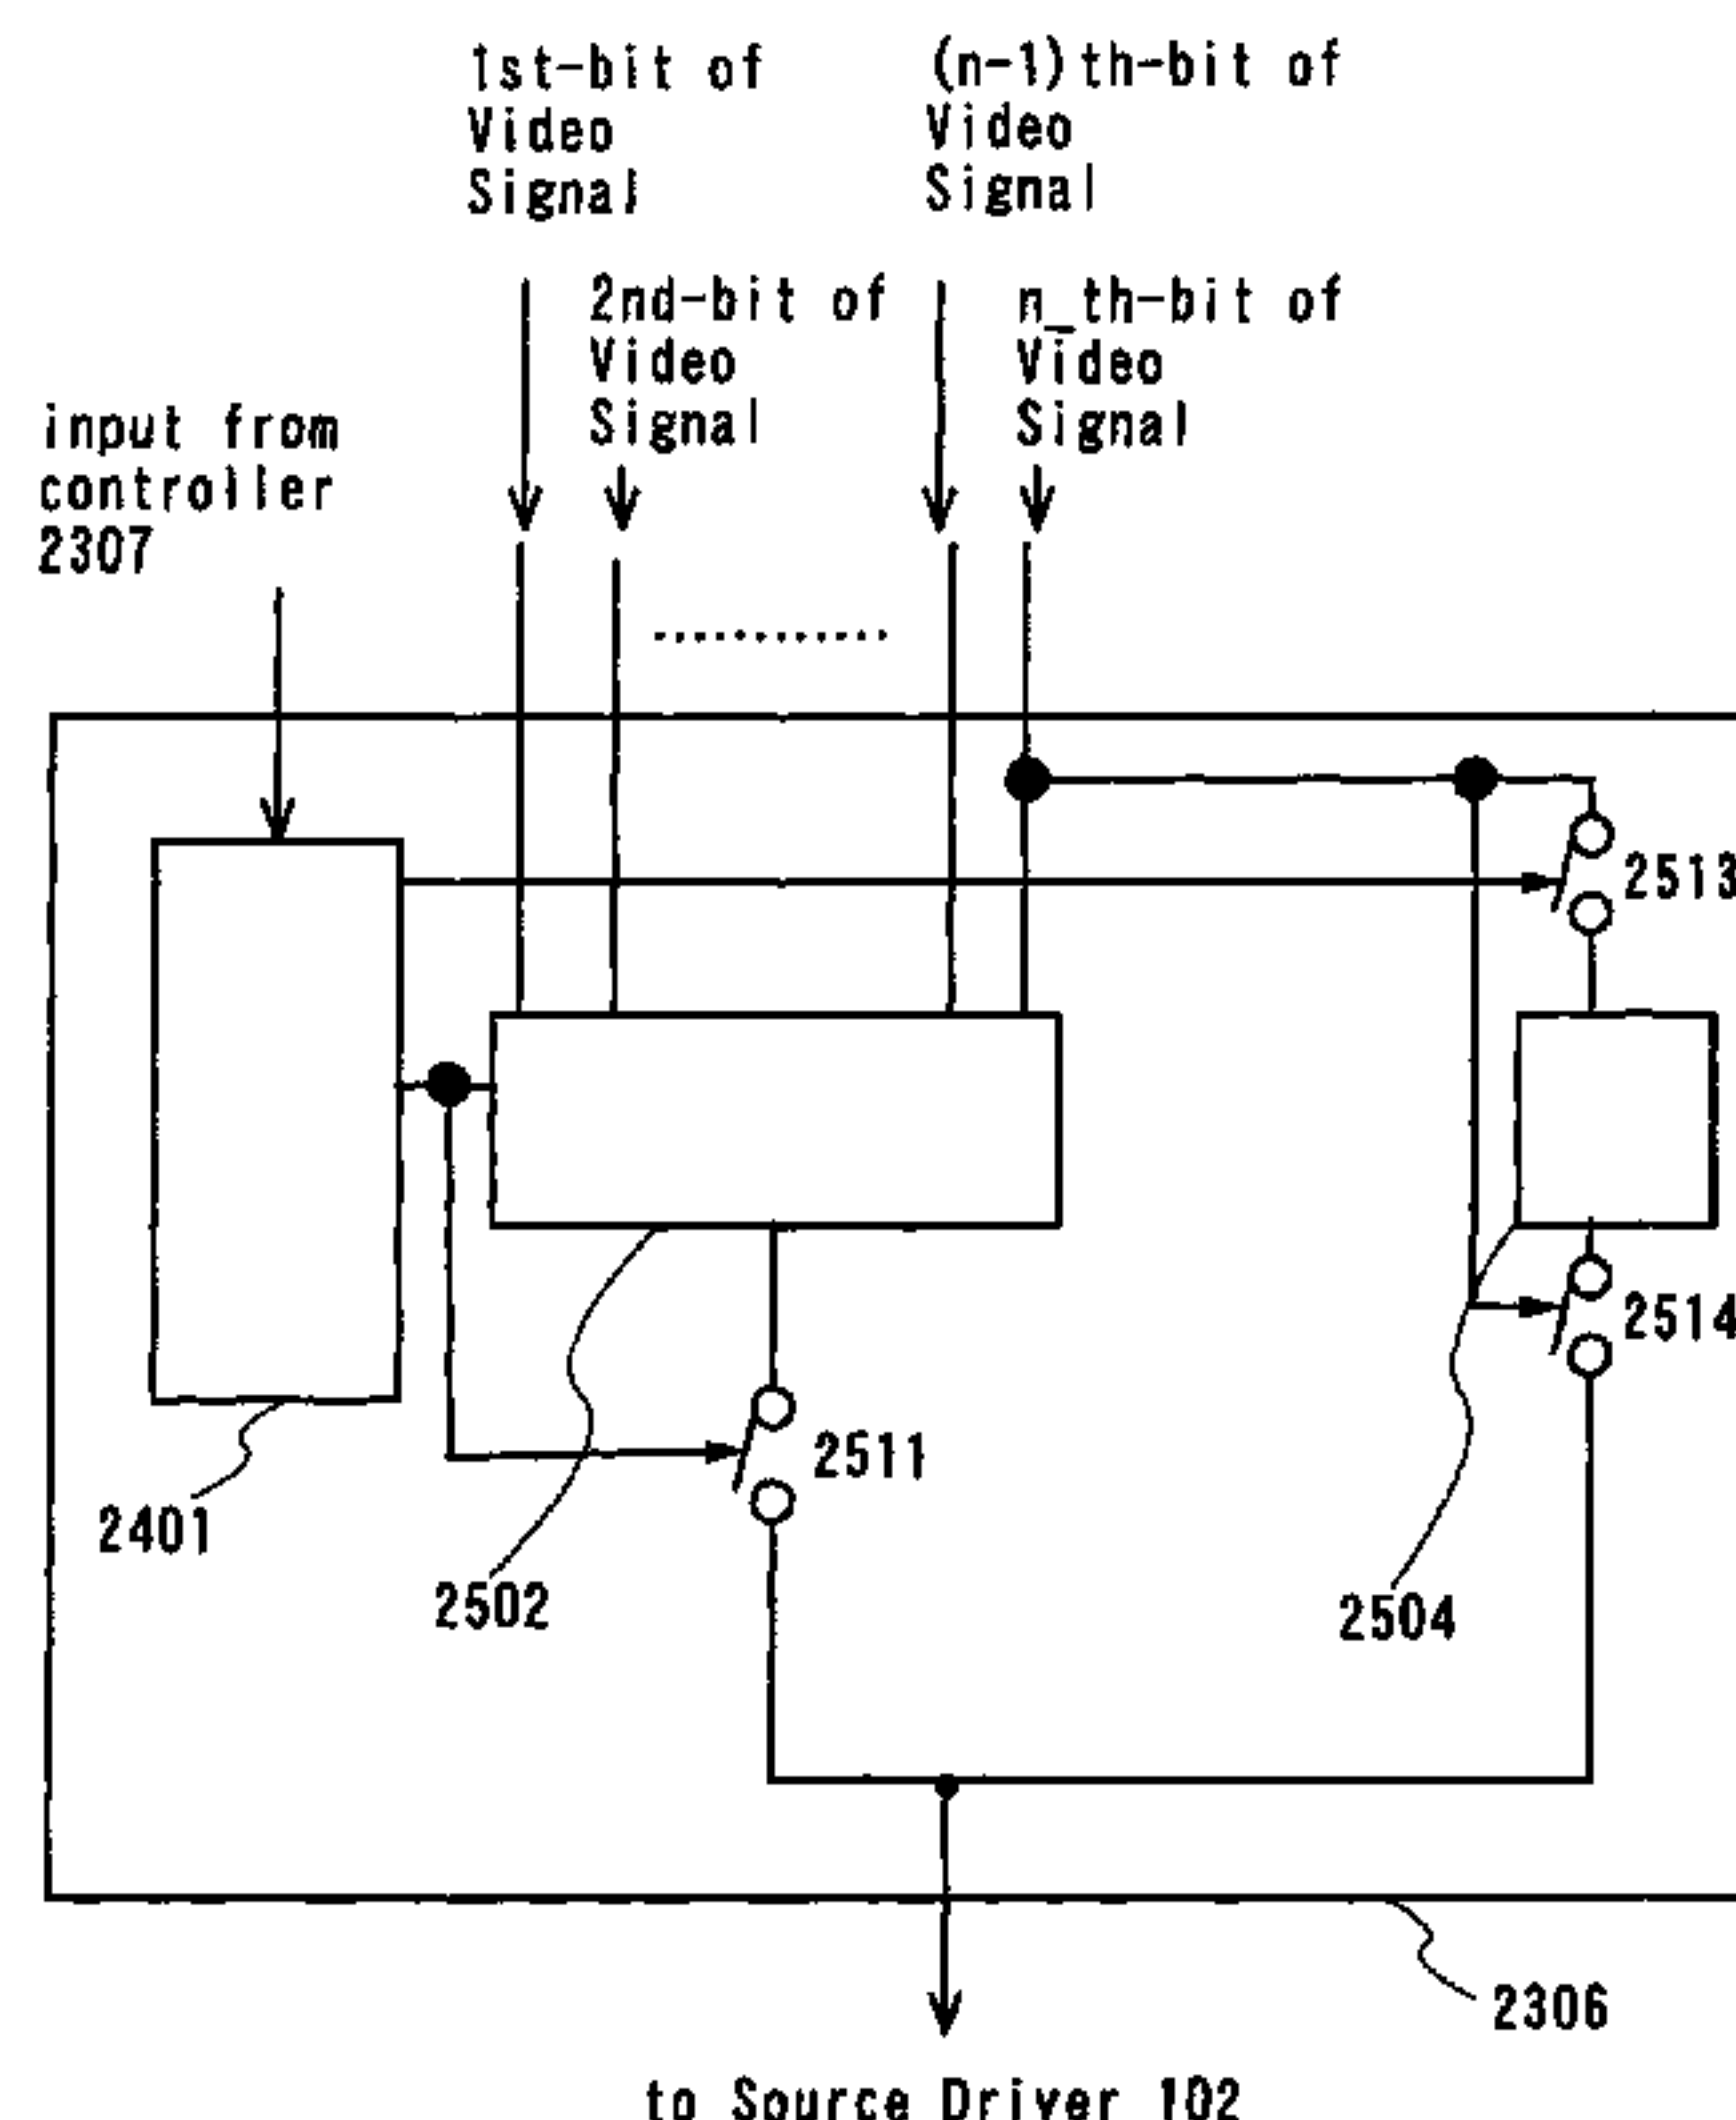 1st-bit of
Video
Signal
(n-1)th-bit of
Video
Signal
2nd-bit of
Video
Signal
n_th-bit of
Video
Signal
input from
controller
2307
2513
2514
2511
2401
2502
2504
2306
to Source Driver 102